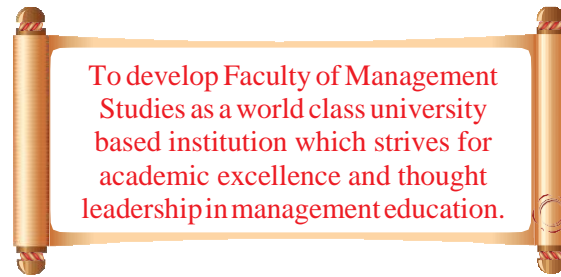 To develop Faculty of Management
Studies as a world class university
based institution which strives for
academic excellence and thought
leadership in management education.